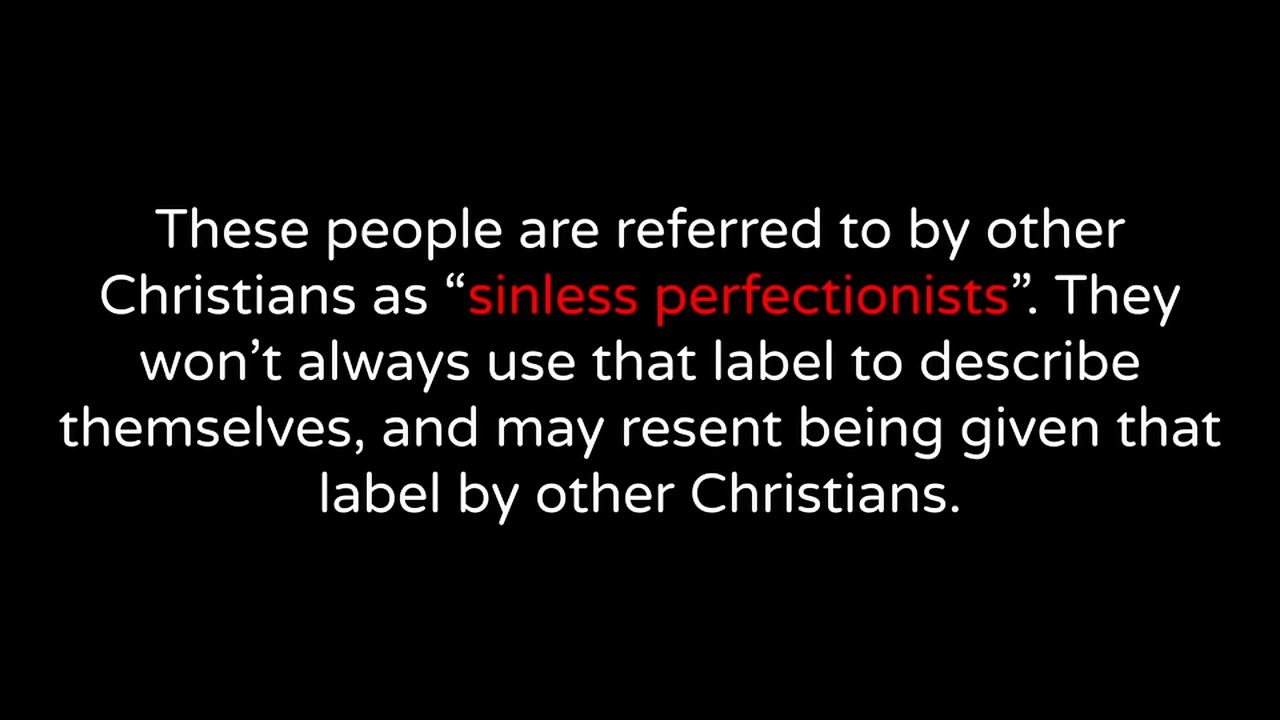 These people are referred to by other
Christians as “sinless perfectionists”. They
won’t always use that label to describe
themselves, and may resent being given that
label by other Christians.